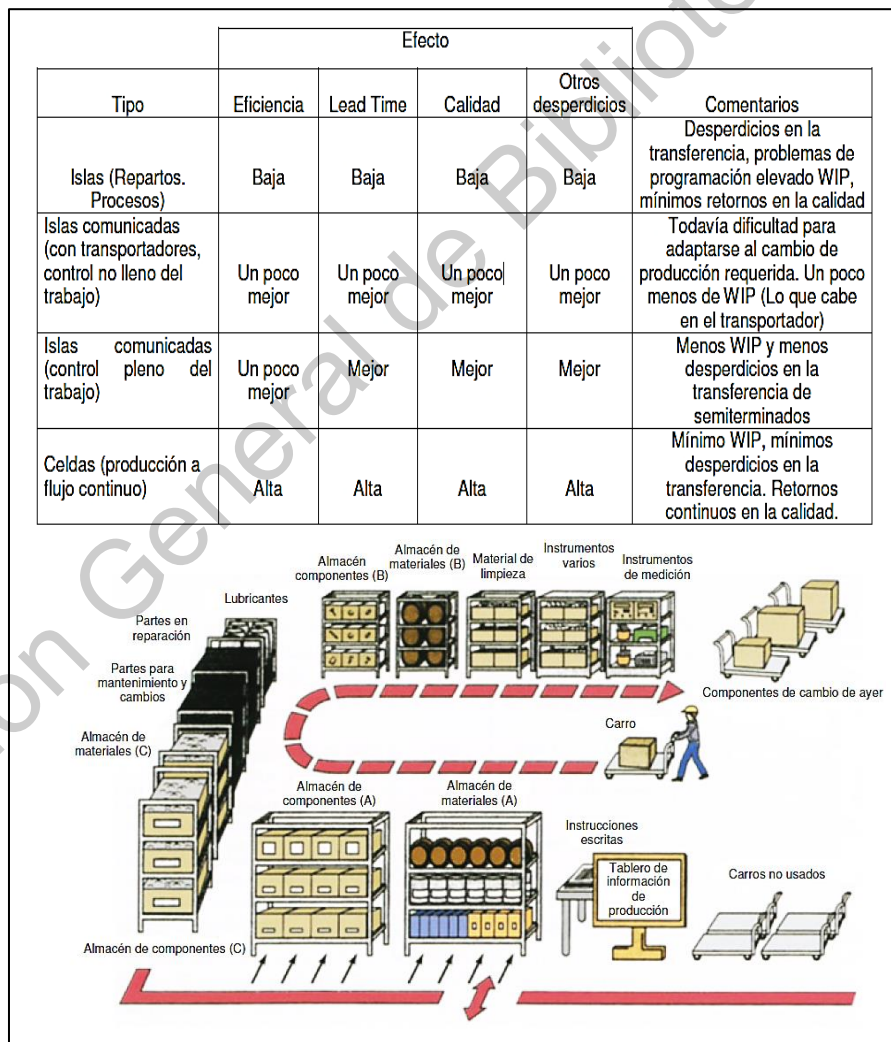 Efecto
Tipo
Eficiencia
Lead Time
Calidad
Otros
desperdicios
Comentarios
Islas (Repartos.
Procesos)
Baja
Baja
Baja
Baja
Desperdicios en la
transferencia, problemas de
programación elevado WIP,
mínimos retornos en la calidad
Islas comunicadas
(con transportadores,
control no lleno del
trabajo)
Un poco
mejor
Un poco
mejor
Un poco
mejor
Un poco
mejor
Todavía dificultad para
adaptarse al cambio de
producción requerida. Un poco
menos de WIP (Lo que cabe
en el transportador)
Islas comunicadas
(control pleno del
trabajo)
Un poco
mejor
Mejor
Mejor
Mejor
Menos WIP y menos
desperdicios en la
transferencia de
semiterminados
Celdas (producción a
flujo continuo)
Alta
Alta
Alta
Alta
Mínimo WIP, mínimos
desperdicios en la
transferencia. Retornos
continuos en la calidad.
Almacén
componentes (B)
Almacén de
materiales (B)
Material de
limpieza
Instrumentos
varios
Instrumentos
de medición
Lubricantes
Partes en
reparación
Partes para
mantenimiento y
cambios
Almacén de
materiales (C)
Componentes de cambio de ayer
Carro
Almacén de
componentes (A)
Almacén de
materiales (A)
Instrucciones
escritas
Tablero de
información
de
producción
Carros no usados
Almacén de componentes (C)
ion General de Bibliote